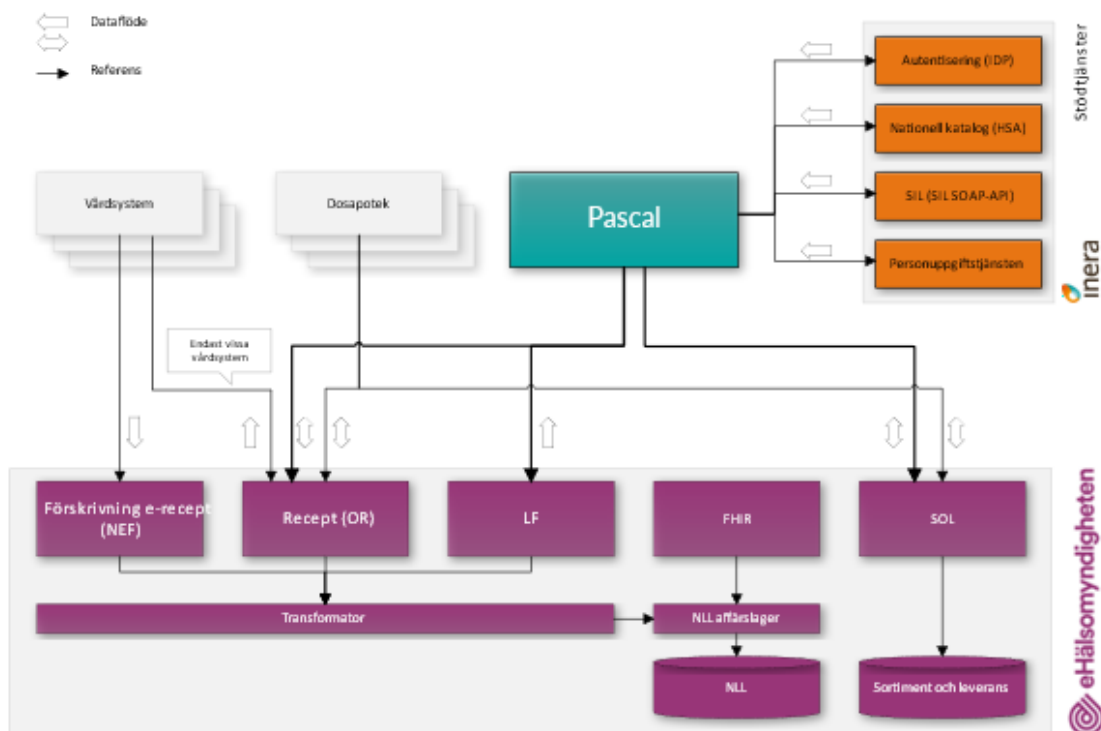 Dataflöde
Referens
Autentisering (IDP)
Nationell katalog (HSA)
SIL (SIL SOAP-API)
Personuppgiftstjänsten
Stödtjänster
inera
Vårdsystem
Dosapotek
Pascal
Endast vissa
vårdsystem
Förskrivning e-recept
(NEF)
Recept (OR)
LF
FHIR
SOL
Transformator
NLL affärslager
NLL
Sortiment och leverans
eHälsomyndigheten